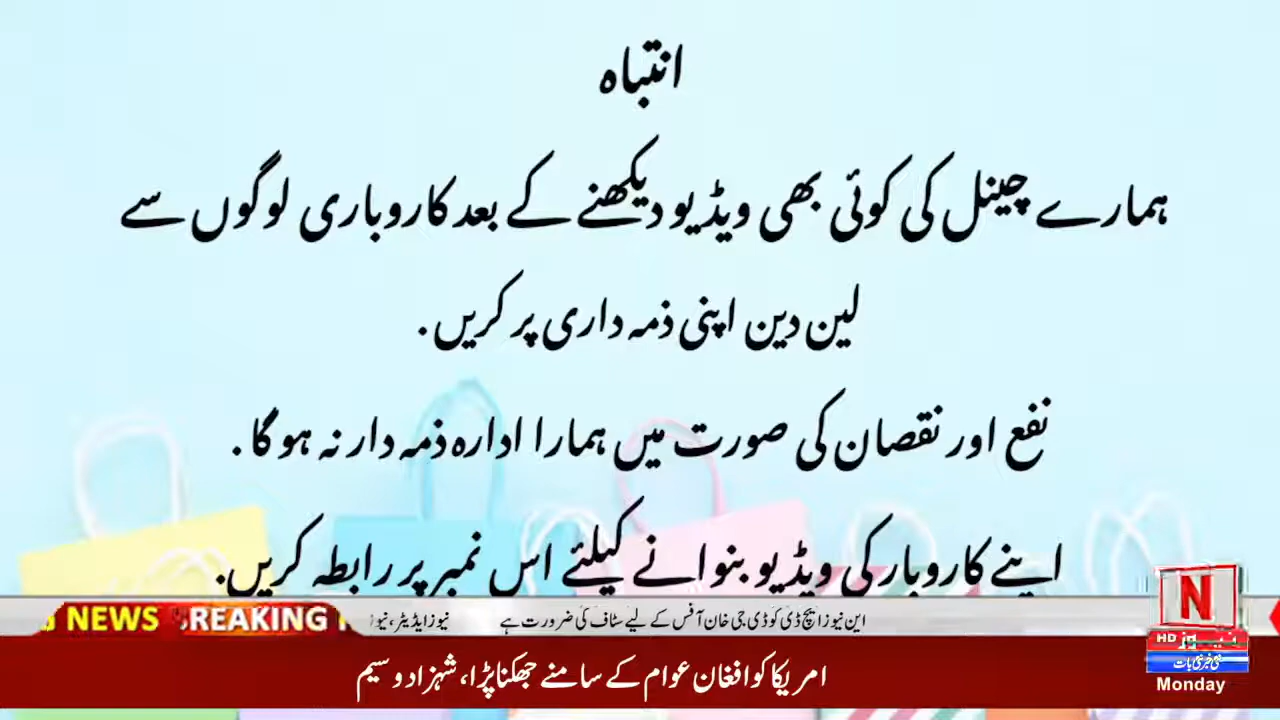 انتباہ
ہمارے چینل کی کوئی بھی ویڈیو دیکھنے کے بعد کاروباری لوگوں سے
لین دین اپنی ذمہ داری پر کریں.
نفع اور نقصان کی صورت میں ہمارا ادارہ ذمہ دار نہ ہوگا.
اپنے کاروبار کی ویڈیو بنوانے کیلئے اس نمبر پر رابطہ کریں.
NEWS BREAKING
این نیوز ایچ ڈی کو ڈی جی خان آفس کے لیے سٹاف کی ضرورت ہے نیوز ایڈیٹر، نیوز
امریکا کو افغان عوام کے سامنے جھکنا پڑا، شہزاد وسیم
N
HD نیوز
Monday